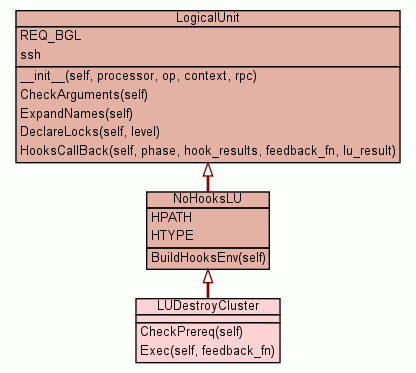 LogicalUnit
REQ_BGL
ssh
__init__(self, processor, op, context, rpc)
CheckArguments(self)
ExpandNames(self)
DeclareLocks(self, level)
HooksCallBack(self, phase, hook_results, feedback_fn, lu_result)
NoHooksLU
HPATH
HTYPE
BuildHooksEnv(self)
LUDestroyCluster
CheckPrereq(self)
Exec(self, feedback_fn)